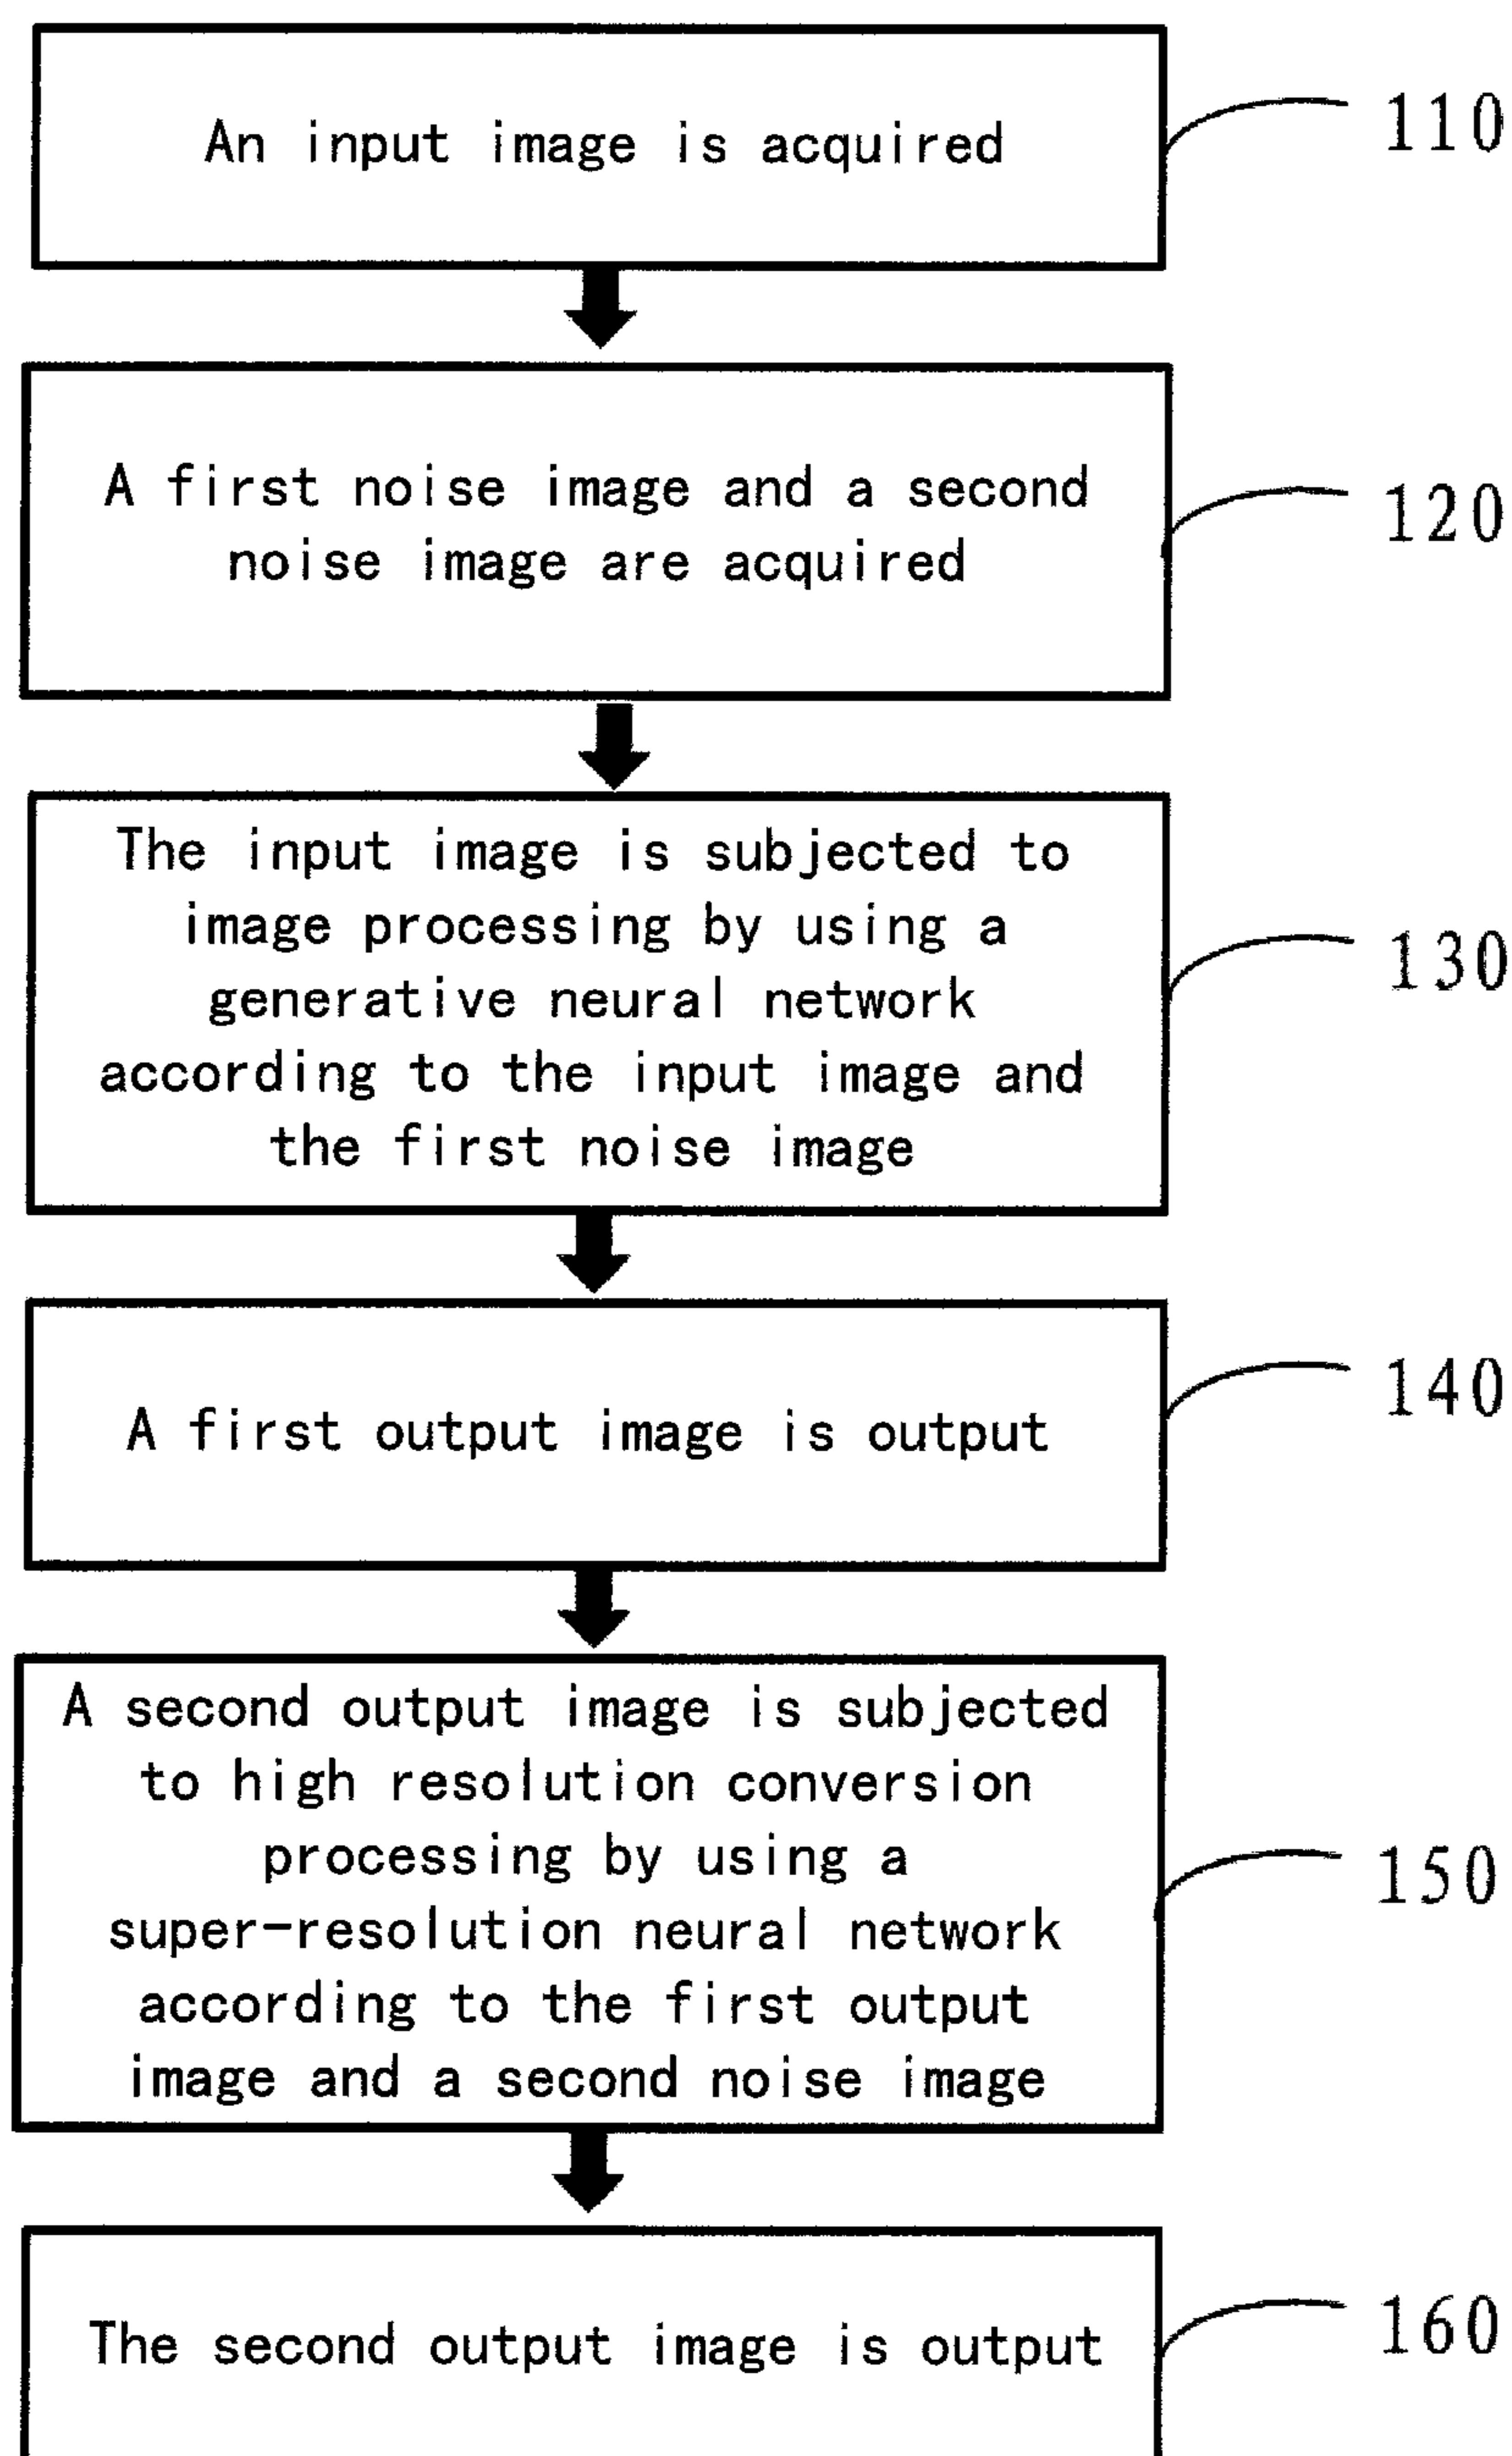 An input image is acquired
110
A first noise image and a second
noise image are acquired
120
The input image is subjected to
image processing by using a
generative neural network
according to the input image and
the first noise image
130
A first output image is output
140
A second output image is subjected
to high resolution conversion
processing by using a
super-resolution neural network
according to the first output
image and a second noise image
150
The second output image is output
160